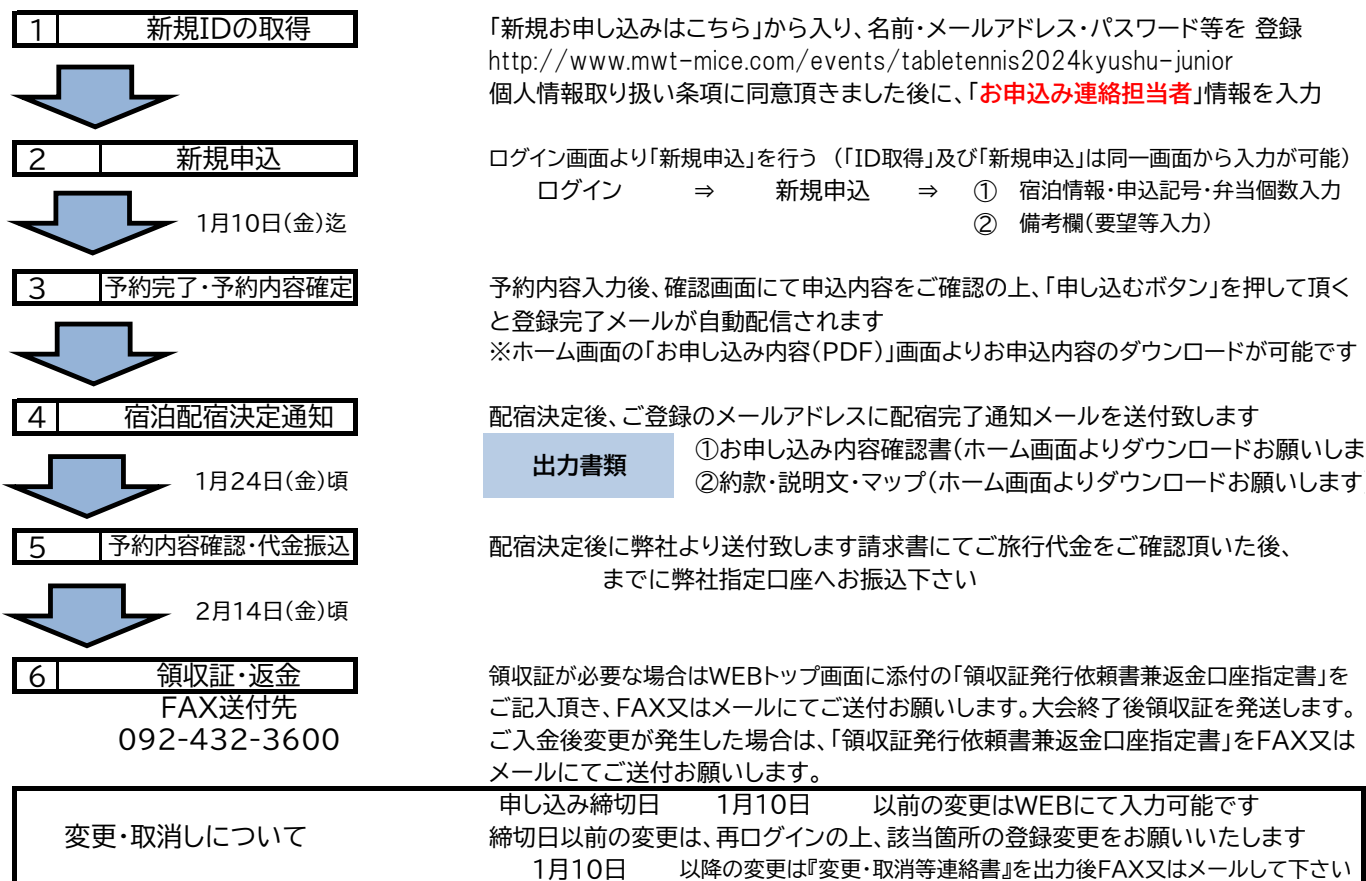 1 新規IDの取得
「新規お申し込みはこちら」から入り、名前・メールアドレス・パスワード等を 登録
http://www.mwt-mice.com/events/tabletennis2024kyushu-junior
個人情報取り扱い条項に同意頂きました後に、「お申込み連絡担当者」情報を入力
2 新規申込
ログイン画面より「新規申込」を行う (「ID取得」及び「新規申込」は同一画面から入力が可能)
ログイン ⇒ 新規申込 ⇒ ① 宿泊情報・申込記号・弁当個数入力
1月10日(金)迄
② 備考欄(要望等入力)
3 予約完了・予約内容確定
予約内容入力後、確認画面にて申込内容をご確認の上、「申し込むボタン」を押して頂く
と登録完了メールが自動配信されます
※ホーム画面の「お申し込み内容(PDF)」画面よりお申込内容のダウンロードが可能です
4 宿泊配宿決定通知
配宿決定後、ご登録のメールアドレスに配宿完了通知メールを送付致します
出力書類
①お申し込み内容確認書(ホーム画面よりダウンロードお願いしま
②約款・説明文・マップ(ホーム画面よりダウンロードお願いします
1月24日(金)頃
5 予約内容確認・代金振込
配宿決定後に弊社より送付致します請求書にてご旅行代金をご確認頂いた後、
までに弊社指定口座へお振込下さい
2月14日(金)頃
6 領収証・返金
FAX送付先
092-432-3600
領収証が必要な場合はWEBトップ画面に添付の「領収証発行依頼書兼返金口座指定書」を
ご記入頂き、FAX又はメールにてご送付お願いします。大会終了後領収証を発送します。
ご入金後変更が発生した場合は、「領収証発行依頼書兼返金口座指定書」をFAX又は
メールにてご送付お願いします。
変更・取消しについて
申し込み締切日 1月10日 以前の変更はWEBにて入力可能です
締切日以前の変更は、再ログインの上、該当箇所の登録変更をお願いいたします
1月10日 以降の変更は『変更・取消等連絡書』を出力後FAX又はメールして下さい